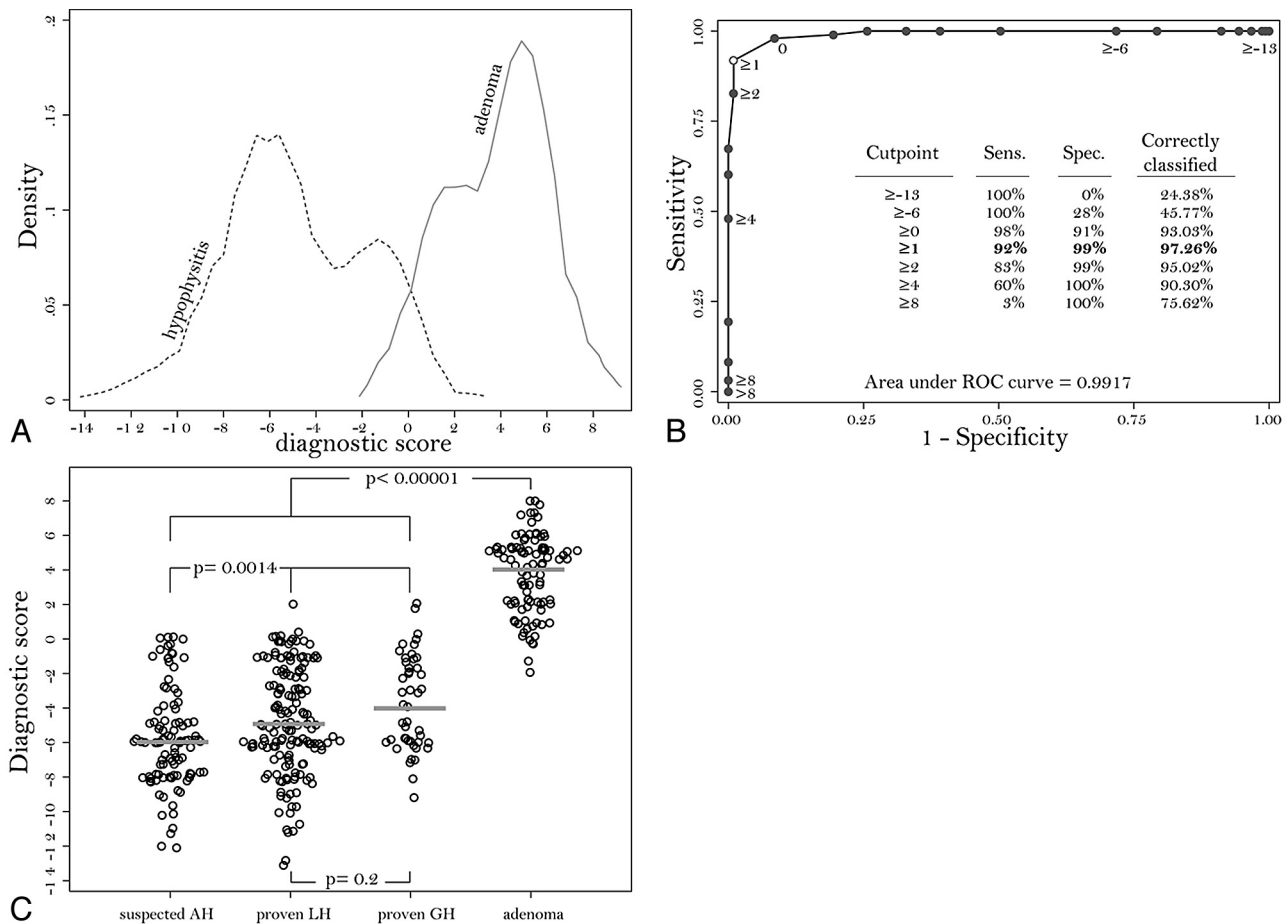 .2
.15
.1
.05
0
Density
hypophysitis
adenoma
-14 -12 -10 -8 -6 -4 -2 0 2 4 6 8
diagnostic score
A
1.00
0.75
0.50
0.25
0.00
Sensitivity
0
≥-6
≥-13
≥1
≥2
≥4
≥8
>8
Cutpoint Sens. Spec. Correctly classified
≥-13 100% 0% 24.38%
≥-6 100% 28% 45.77%
≥0 98% 91% 93.03%
≥1 92% 99% 97.26%
≥2 83% 99% 95.02%
≥4 60% 100% 90.30%
≥8 3% 100% 75.62%
Area under ROC curve = 0.9917
0.00 0.25 0.50 0.75 1.00
1 - Specificity
B
8
6
4
2
0
-2
-4
-6
-8
-10
-12
-14
Diagnostic score
p< 0.00001
p= 0.0014
p= 0.2
suspected AH proven LH proven GH adenoma
C